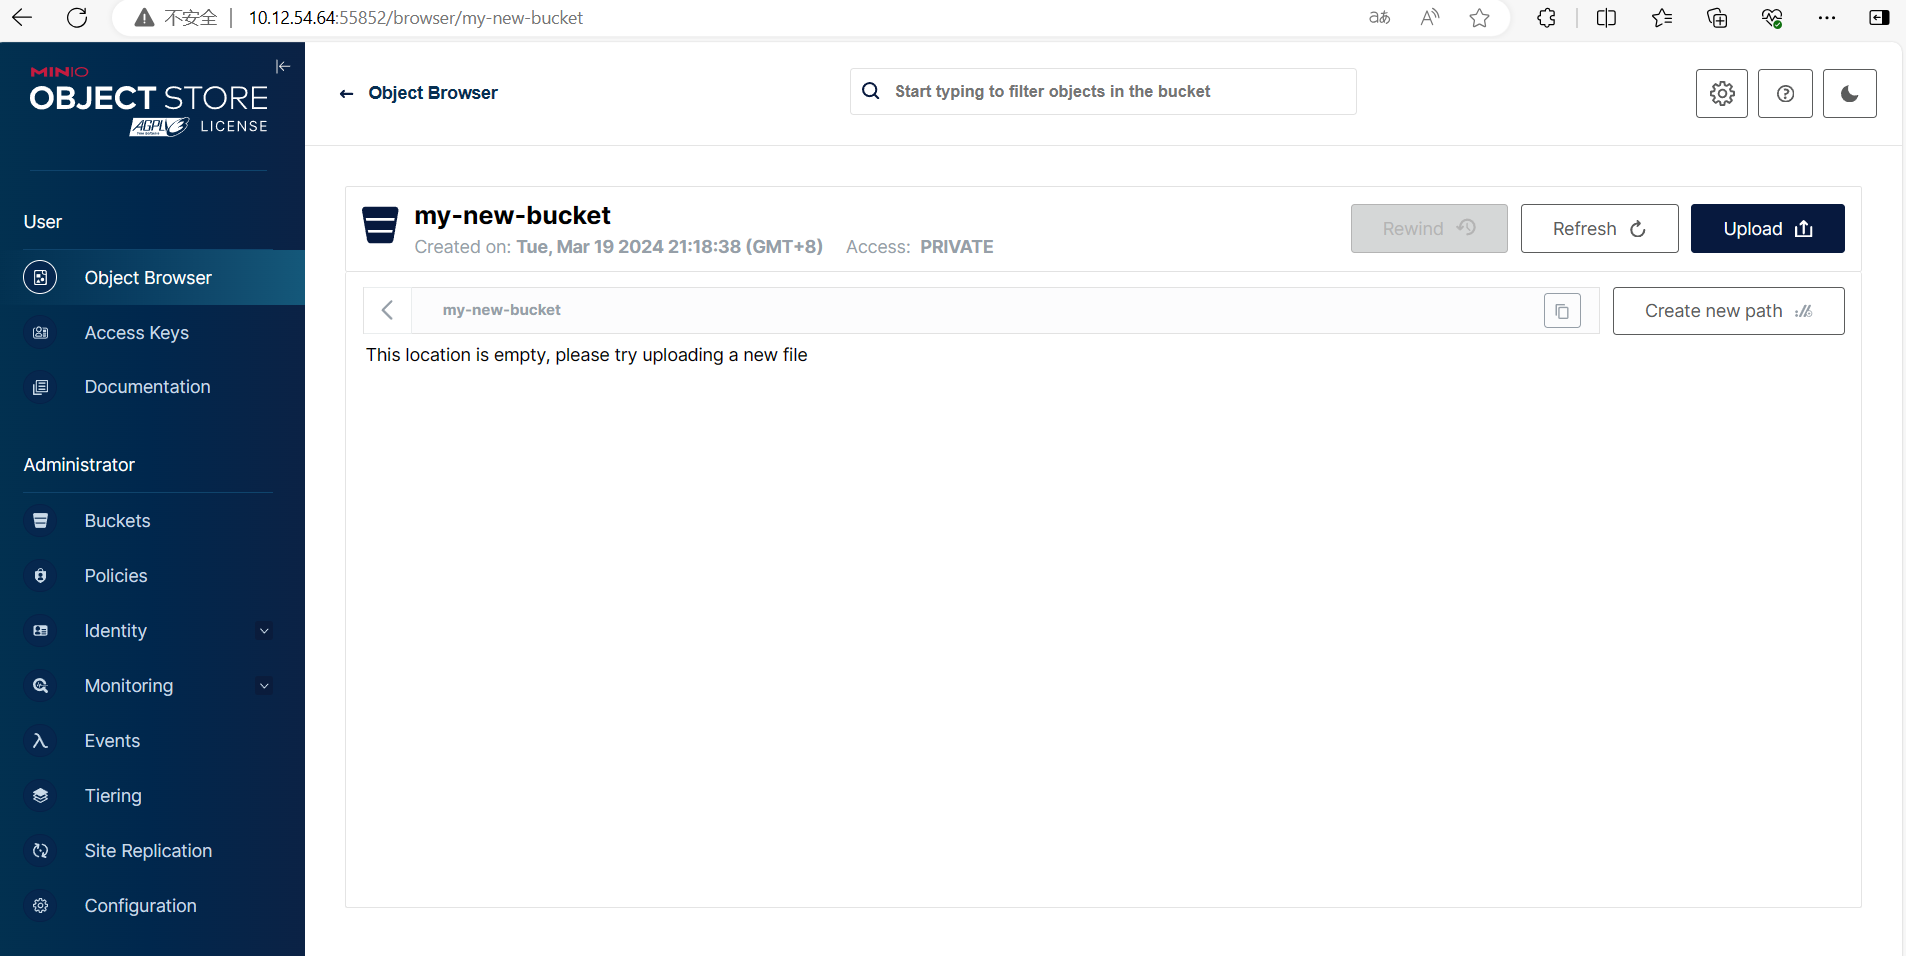 不安全 10.12.54.64:55852/browser/my-new-bucket
MINIO
OBJECT STORE
AGPLv3 LICENSE
Object Browser
Start typing to filter objects in the bucket
User
Object Browser
Access Keys
Documentation
Administrator
Buckets
Policies
Identity
Monitoring
Events
Tiering
Site Replication
Configuration
my-new-bucket
Created on: Tue, Mar 19 2024 21:18:38 (GMT+8) Access: PRIVATE
Rewind
Refresh
Upload
my-new-bucket
Create new path
This location is empty, please try uploading a new file